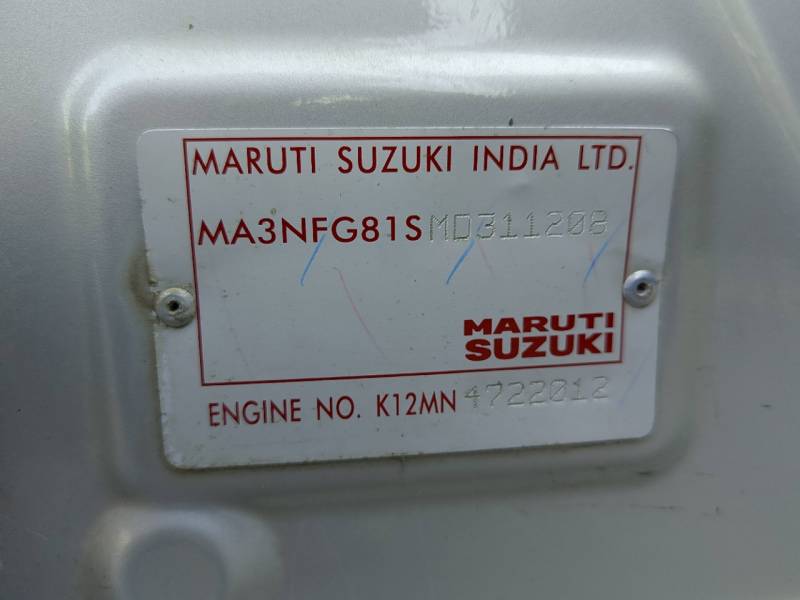 MARUTI SUZUKI INDIA LTD.
MA3NFG81SMD311208
MARUTI
SUZUKI
ENGINE NO. K12MN4722012